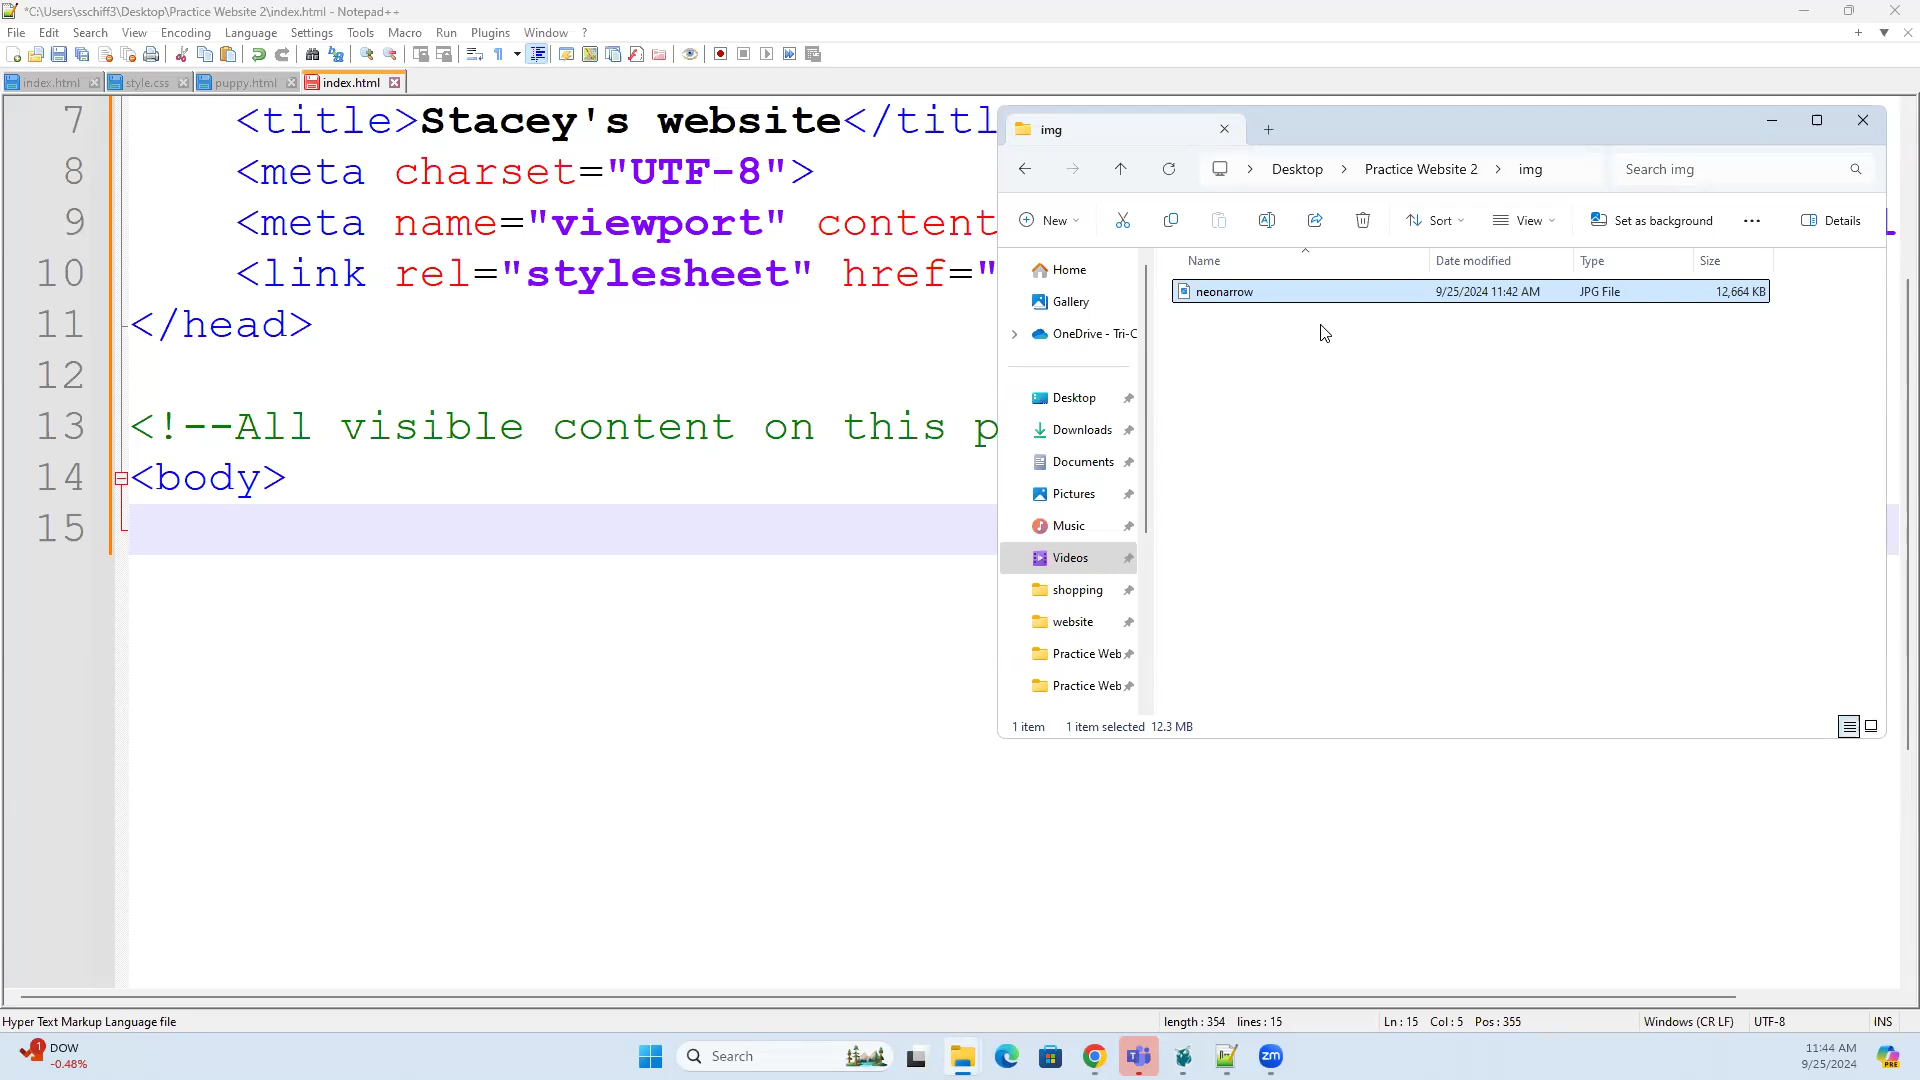 *C:\Users\sschiff3\Desktop\Practice Website 2\index.html - Notepad++
File Edit Search View Encoding Language Settings Tools Macro Run Plugins Window ?
index.html style.css puppy.html index.html
7 <title>Stacey's website</titl
8 <meta charset="UTF-8">
9 <meta name="viewport" content
10 <link rel="stylesheet" href="
11 </head>
12
13 <!--All visible content on this p
14 <body>
15
img
Desktop Practice Website 2 img Search img
New Sort View Set as background Details
Name Date modified Type Size
neonarrow 9/25/2024 11:42 AM JPG File 12,664 KB
Home
Gallery
OneDrive - Tri-C
Desktop
Downloads
Documents
Pictures
Music
Videos
shopping
website
Practice Web
Practice Web
1 item 1 item selected 12.3 MB
Hyper Text Markup Language file length : 354 lines : 15 Ln : 15 Col : 5 Pos : 355 Windows (CR LF) UTF-8 INS
1 DOW
-0.48%
Search
zm
11:44 AM
9/25/2024
PRE